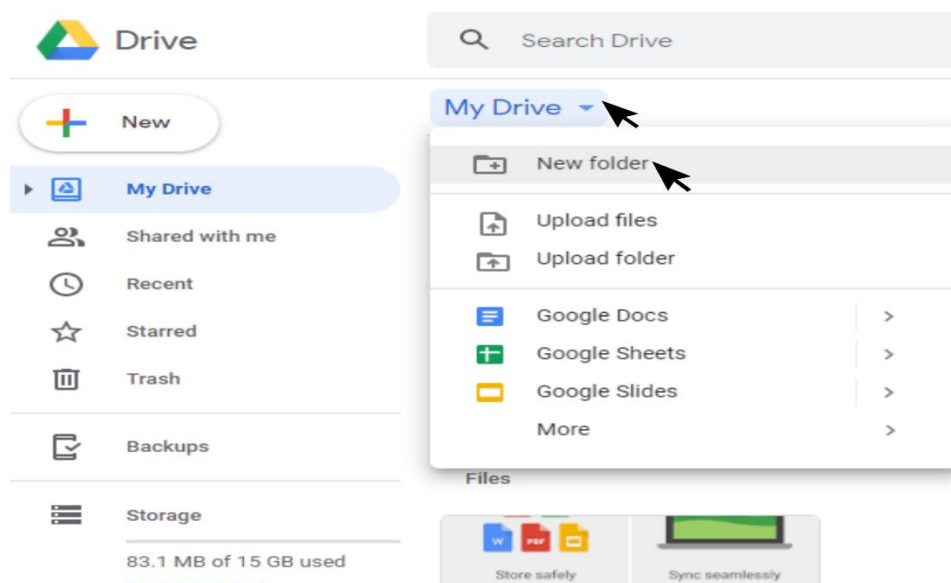 Drive
Search Drive
New
My Drive
Shared with me
Recent
Starred
Trash
Backups
Storage
83.1 MB of 15 GB used
My Drive
New folder
Upload files
Upload folder
Google Docs
Google Sheets
Google Slides
More
Files
W
PDF
Store safely
Sync seamlessly